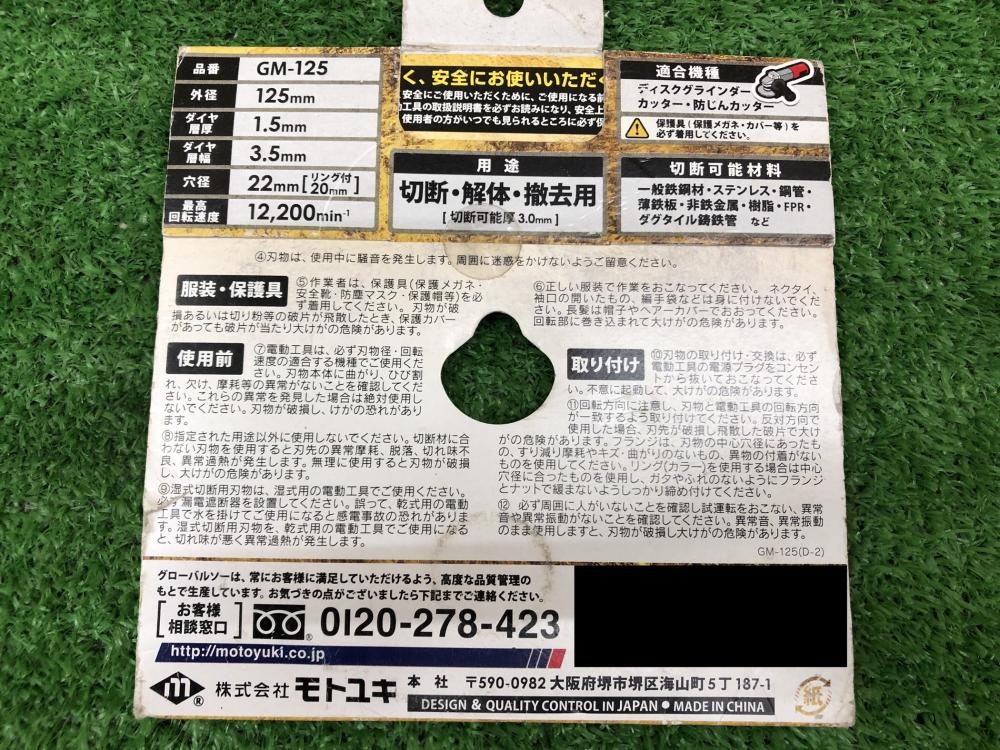 品番 GM-125
外径 125mm
ダイヤ層厚 1.5mm
ダイヤ層幅 3.5mm
穴径 22mm[リング付20mm]
最高回転速度 12,200min-1
く、安全にお使いいただく
安全にご使用いただくために、ご使用になる前
工具の取扱説明書を必ずお読みになり、安全上
使用者の方がいつでも見られるところに必ず保
用途
切断・解体・撤去用
[切断可能厚 3.0mm]
適合機種
ディスクグラインダー
カッター・防じんカッター
保護具(保護メガネ・カバー等)を
必ず着用してください。
切断可能材料
一般鉄鋼材・ステンレス・鋼管・
薄鉄板・非鉄金属・樹脂・FPR・
ダグタイル鋳鉄管 など
④刃物は、使用中に騒音を発生します。周囲に迷惑をかけないようご留意ください。
服装・保護具
⑤作業者は、保護具(保護メガネ・
安全靴・防塵マスク・保護帽等)を必
ず着用してください。刃物が破
損あるいは切り粉等の破片が飛散したとき、保護カバー
があっても破片が当たり大けがの危険があります。
⑥正しい服装で作業をおこなってください。ネクタイ、
袖口の開いたもの、編手袋などは身に付けないでくだ
さい。長髪は帽子やヘアーカバーでおおってください。
回転部に巻き込まれて大けがの危険があります。
使用前
⑦電動工具は、必ず刃物径・回転
速度の適合する機種でご使用くだ
さい。刃物本体に曲がり、ひび割
れ、欠け、摩耗等の異常がないことを確認してくだ
さい。これらの異常を発見した場合は絶対使用し
ないでください。刃物が破損し、けがの恐れがあり
ます。
⑧指定された用途以外に使用しないでください。切断材に合
わない刃物を使用すると刃先の異常摩耗、脱落、切れ味不
良、異常過熱が発生します。無理に使用すると刃物が破損
し、大けがの危険があります。
⑨湿式切断用刃物は、湿式用の電動工具でご使用ください。
必ず漏電遮断器を設置してください。誤って、乾式用の電動
工具で水を掛けてご使用になると感電事故の恐れがありま
す。湿式切断用刃物を、乾式用の電動工具でご使用になる
と、切れ味が悪く異常過熱が発生します。
取り付け
⑩刃物の取り付け・交換は、必ず
電動工具の電源プラグをコンセン
トから抜いておこなってくださ
い。不意に起動して、大けがの危険があります。
⑪回転方向に注意し、刃物と電動工具の回転方向
が一致するよう取り付けてください。反対方向で
使用した場合、刃先が破損し飛散した破片で大け
がの危険があります。フランジは、刃物の中心穴径にあったも
の、すり減り摩耗やキズ・曲がりのないもの、異物の付着がない
ものを使用してください。リング(カラー)を使用する場合は中心
穴径に合ったものを使用し、ガタやふれのないようにフランジ
とナットで緩まないようしっかり締め付けてください。
⑫ 必ず周囲に人がいないことを確認し試運転をおこない、異常
音や異常振動がないことを確認してください。異常音、異常振動
のまま使用しますと、刃物が破損し大けがの危険があります。
GM-125(D-2)
グローバルソーは、常にお客様に満足していただけるよう、高度な品質管理の
もとで生産しています。お気づきの点がございましたら下記までご連絡ください。
[お客様相談窓口] 0120-278-423
http://motoyuki.co.jp
株式会社 モトユキ 本社 〒590-0982 大阪府堺市堺区海山町5丁187-1
DESIGN & QUALITY CONTROL IN JAPAN ● MADE IN CHINA
紙